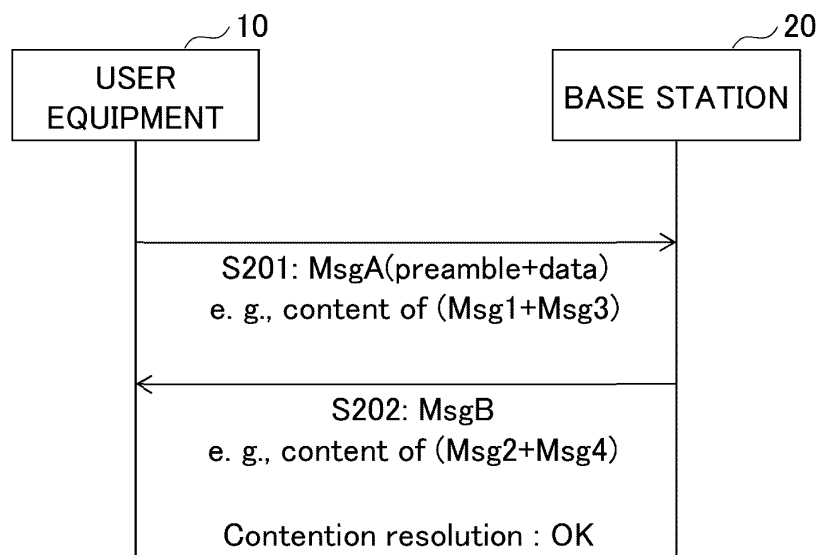 10
20
USER
EQUIPMENT
BASE STATION
S201: MsgA(preamble+data)
e. g., content of (Msg1+Msg3)
S202: MsgB
e. g., content of (Msg2+Msg4)
Contention resolution : OK